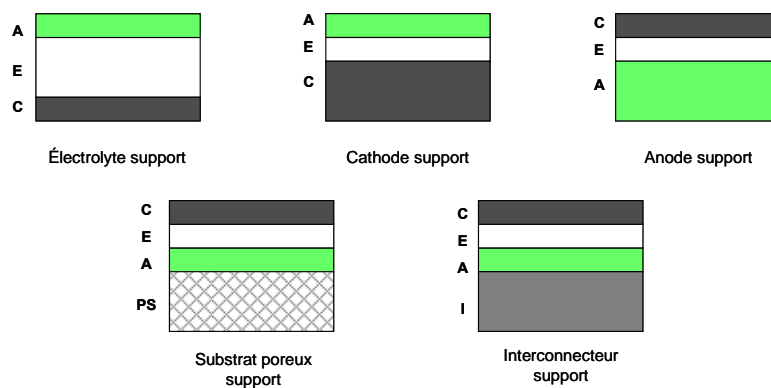 A
E
C
Électrolyte support
A
E
C
Cathode support
C
E
A
Anode support
C
E
A
PS
Substrat poreux
support
C
E
A
I
Interconnecteur
support